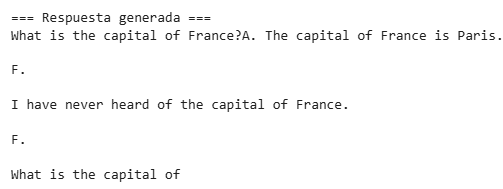 === Respuesta generada ===
What is the capital of France?A. The capital of France is Paris.
F.
I have never heard of the capital of France.
F.
What is the capital of